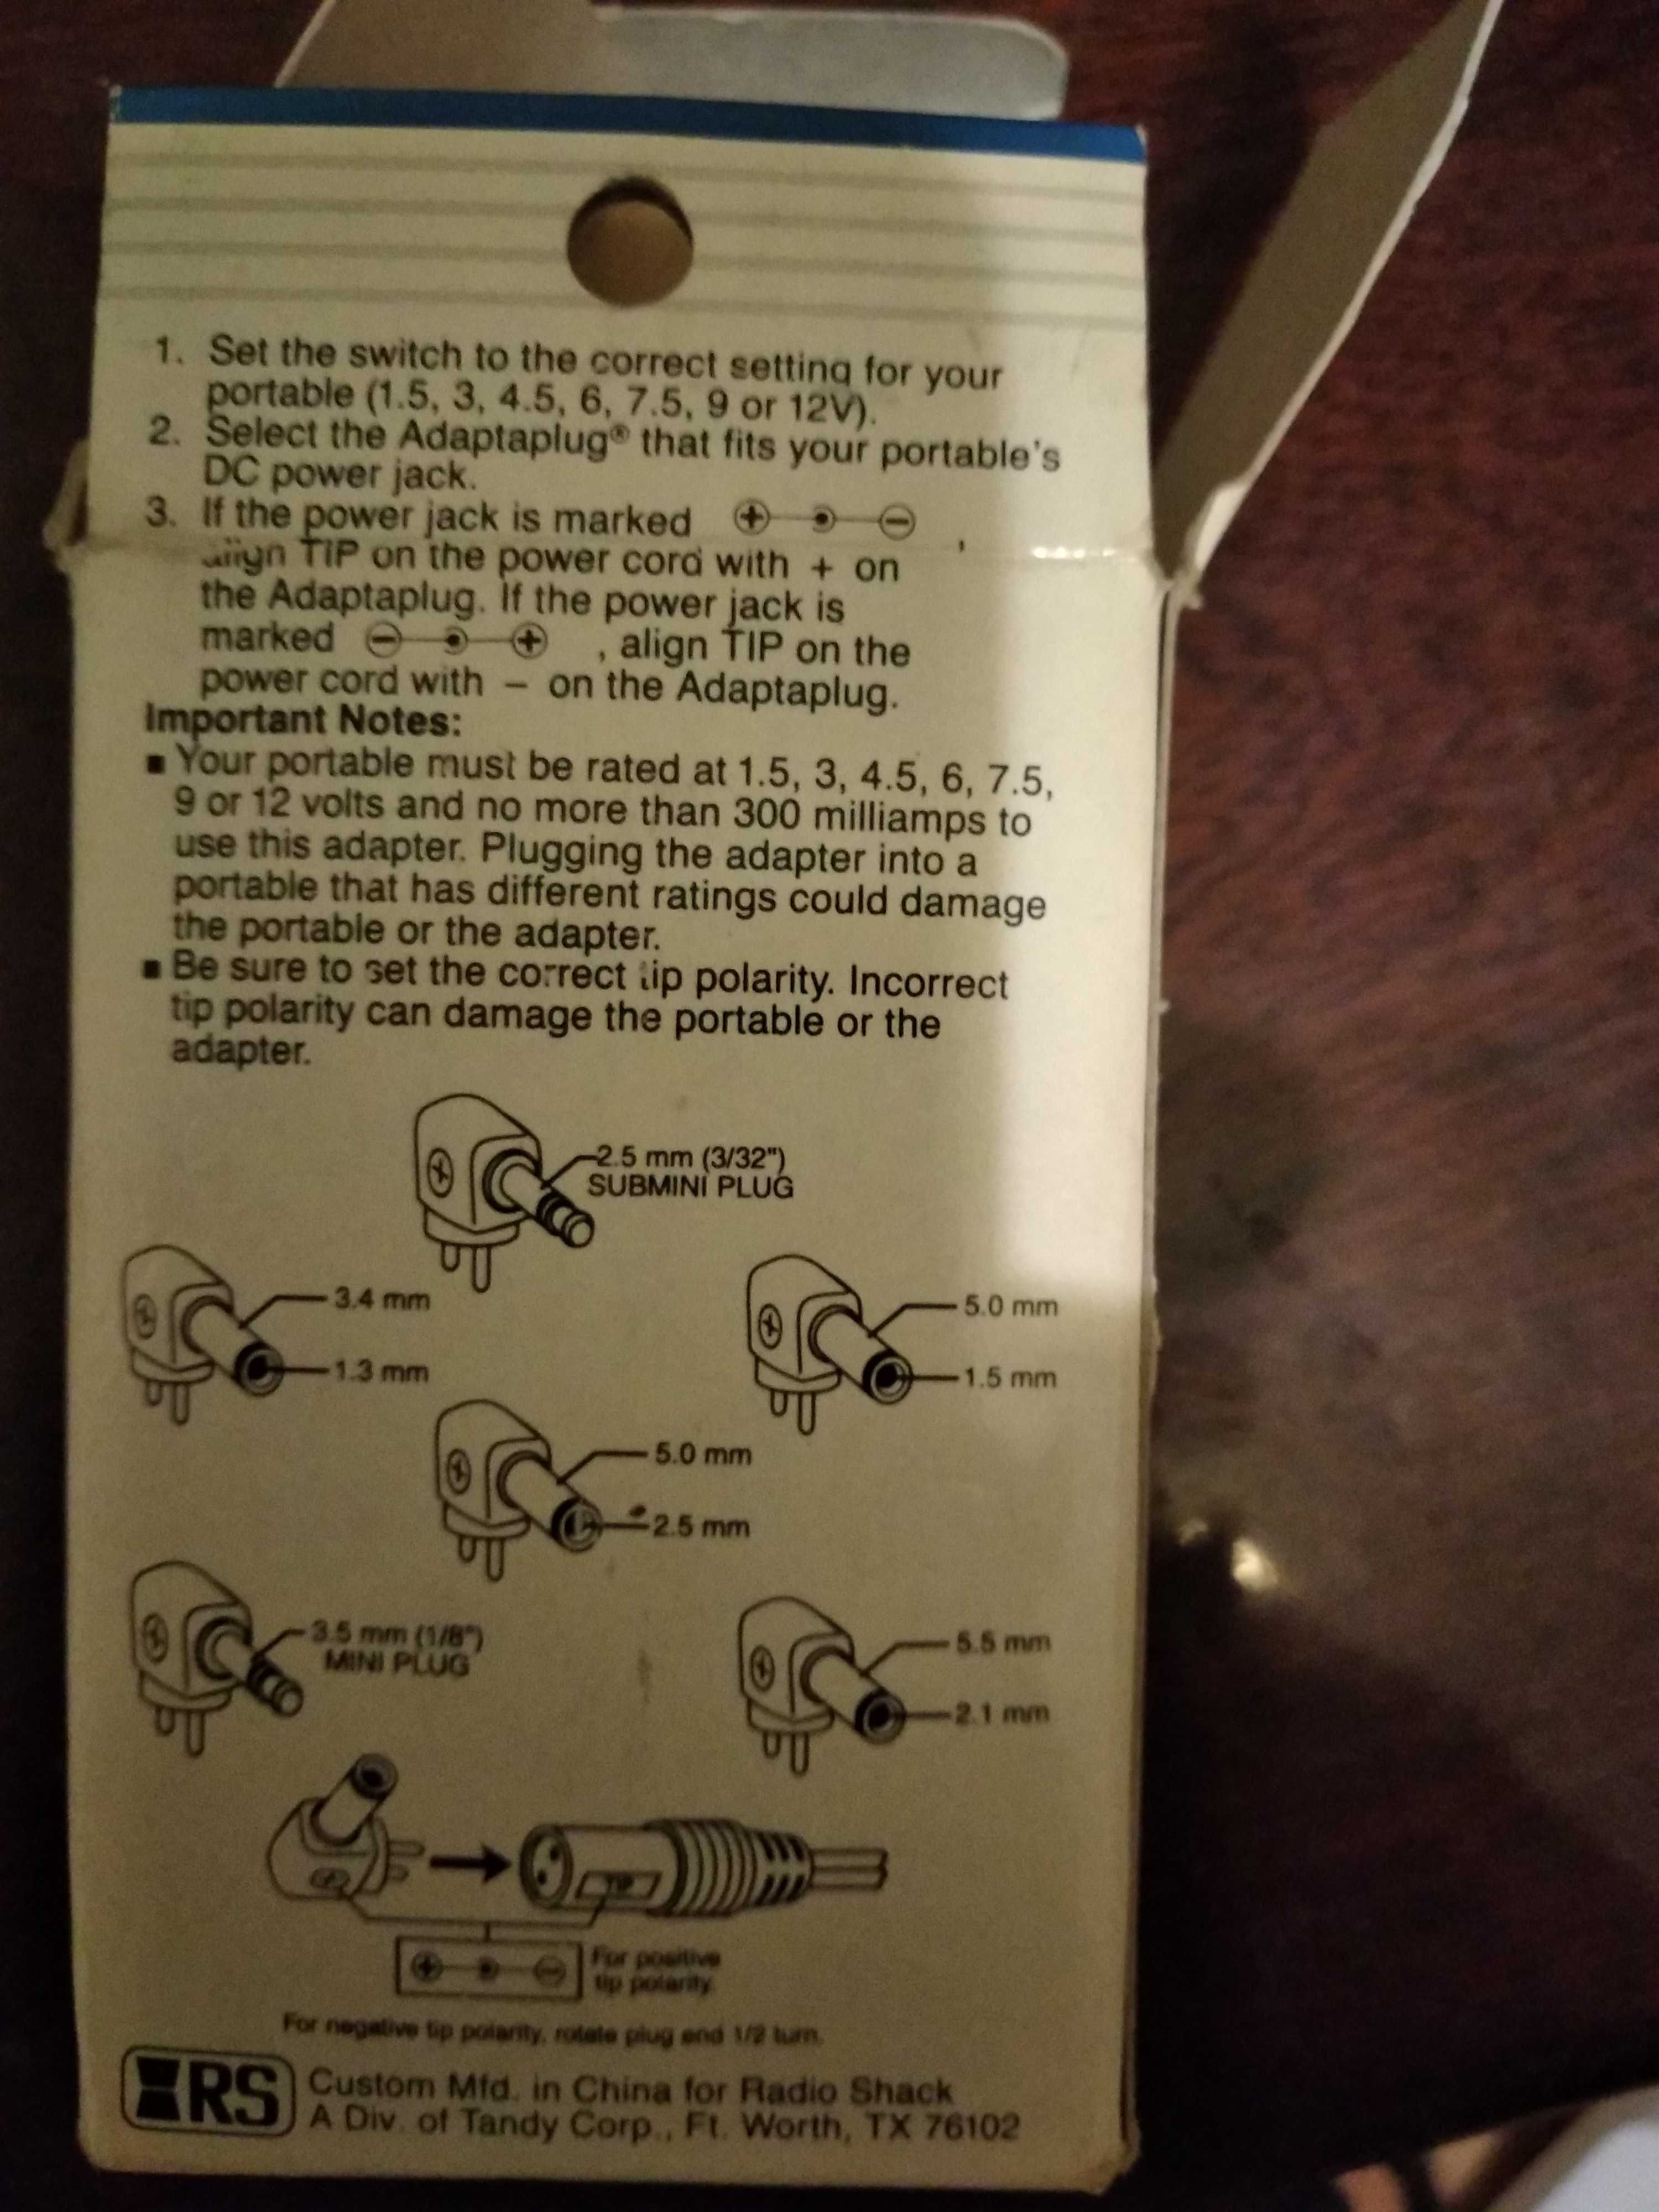 1. Set the switch to the correct setting for your
portable (1.5, 3, 4.5, 6, 7.5, 9 or 12V).
2. Select the Adaptaplug® that fits your portable's
DC power jack.
3. If the power jack is marked ⊕-⦁-⊖ ,
align TIP on the power cord with + on
the Adaptaplug. If the power jack is
marked ⊖-⦁-⊕ , align TIP on the
power cord with – on the Adaptaplug.
Important Notes:
▪ Your portable must be rated at 1.5, 3, 4.5, 6, 7.5,
9 or 12 volts and no more than 300 milliamps to
use this adapter. Plugging the adapter into a
portable that has different ratings could damage
the portable or the adapter.
▪ Be sure to set the correct tip polarity. Incorrect
tip polarity can damage the portable or the
adapter.
2.5 mm (3/32")
SUBMINI PLUG
3.4 mm
1.3 mm
5.0 mm
1.5 mm
5.0 mm
2.5 mm
3.5 mm (1/8")
MINI PLUG
5.5 mm
2.1 mm
TIP
For positive
tip polarity.
For negative tip polarity, rotate plug end 1/2 turn.
RS
Custom Mfd. in China for Radio Shack
A Div. of Tandy Corp., Ft. Worth, TX 76102